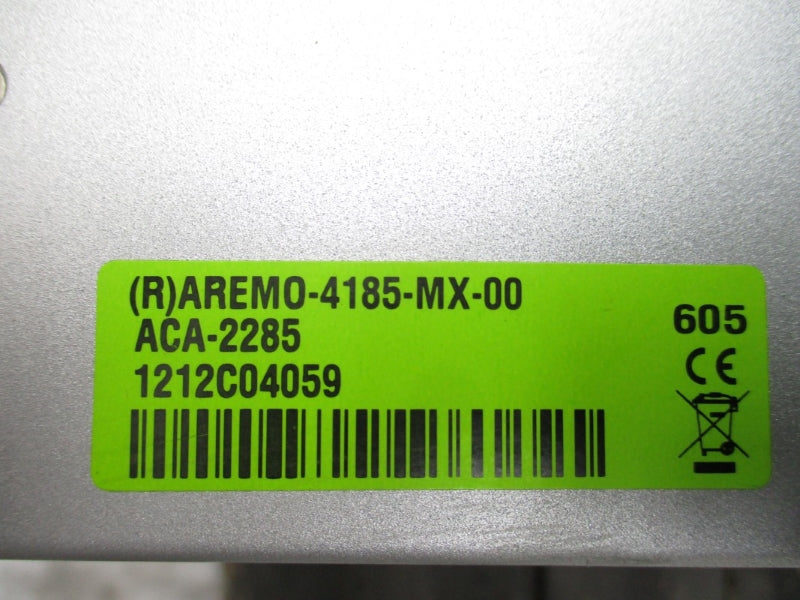 (R)AREMO-4185-MX-00
ACA-2285
1212C04059
605
CE